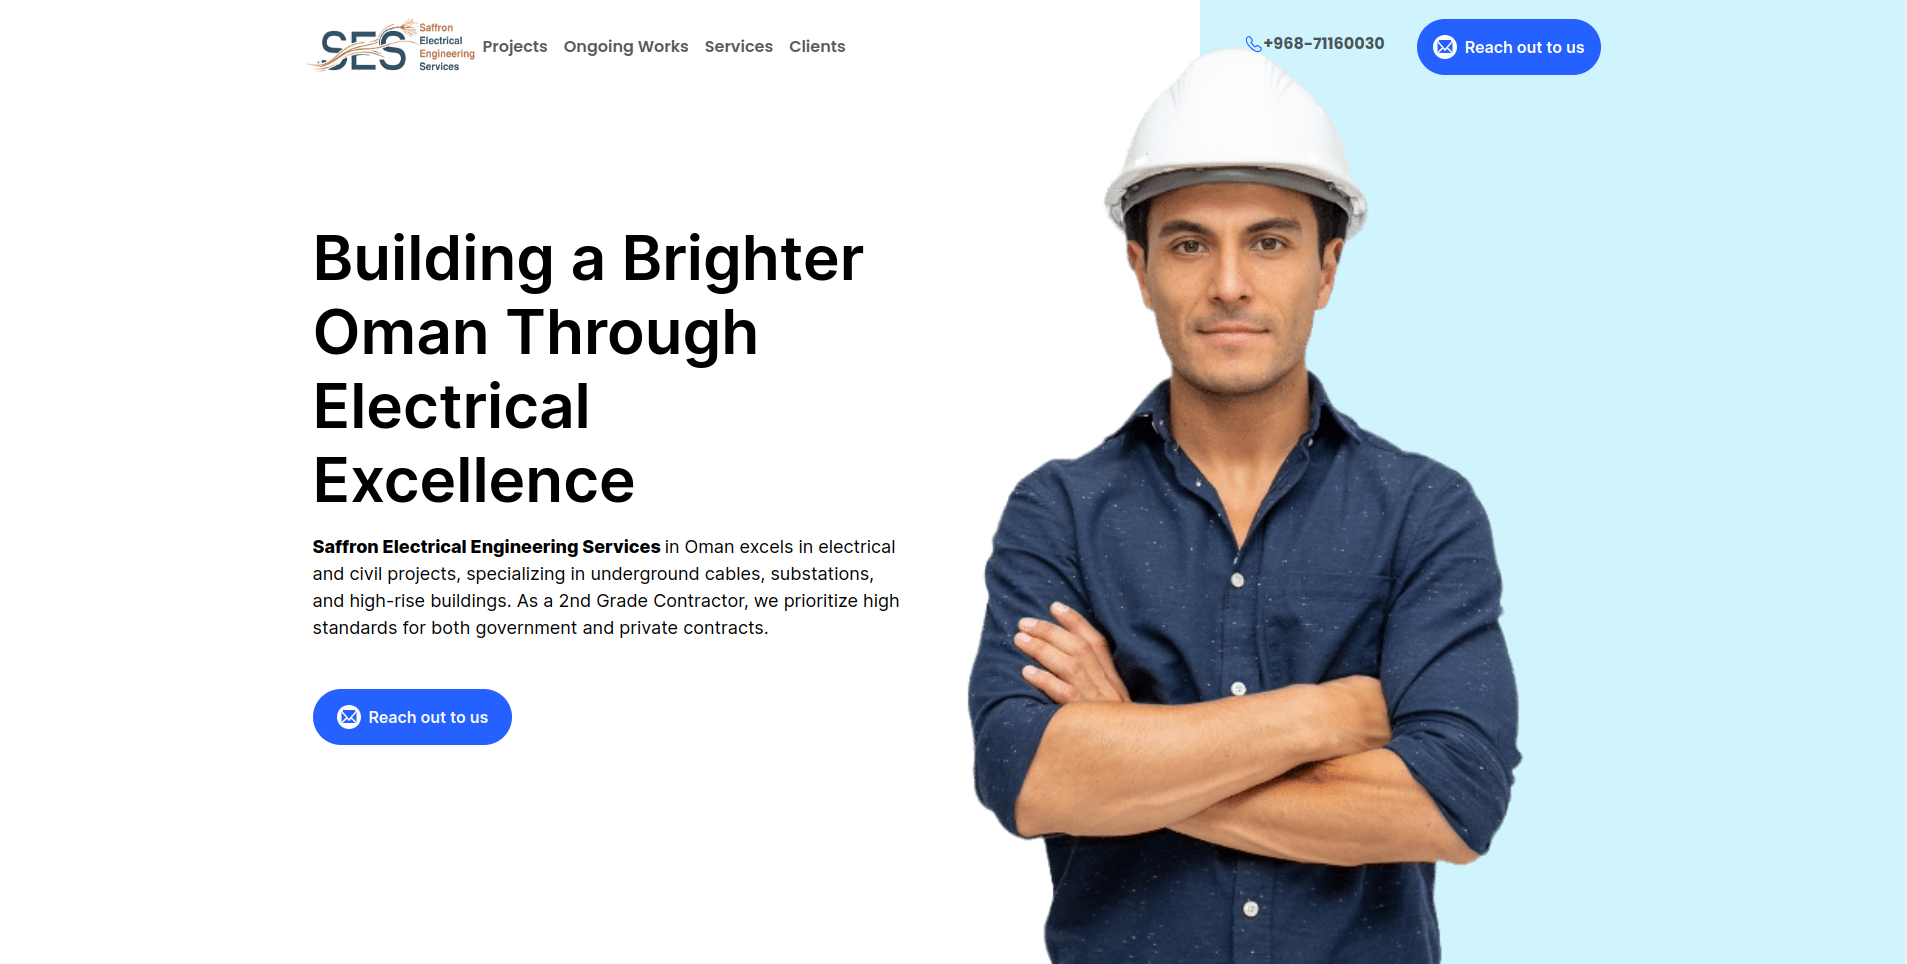 SES
Saffron
Electrical
Engineering
Services
Projects Ongoing Works Services Clients
+968-71160030
Reach out to us
Building a Brighter
Oman Through
Electrical
Excellence
Saffron Electrical Engineering Services in Oman excels in electrical
and civil projects, specializing in underground cables, substations,
and high-rise buildings. As a 2nd Grade Contractor, we prioritize high
standards for both government and private contracts.
Reach out to us